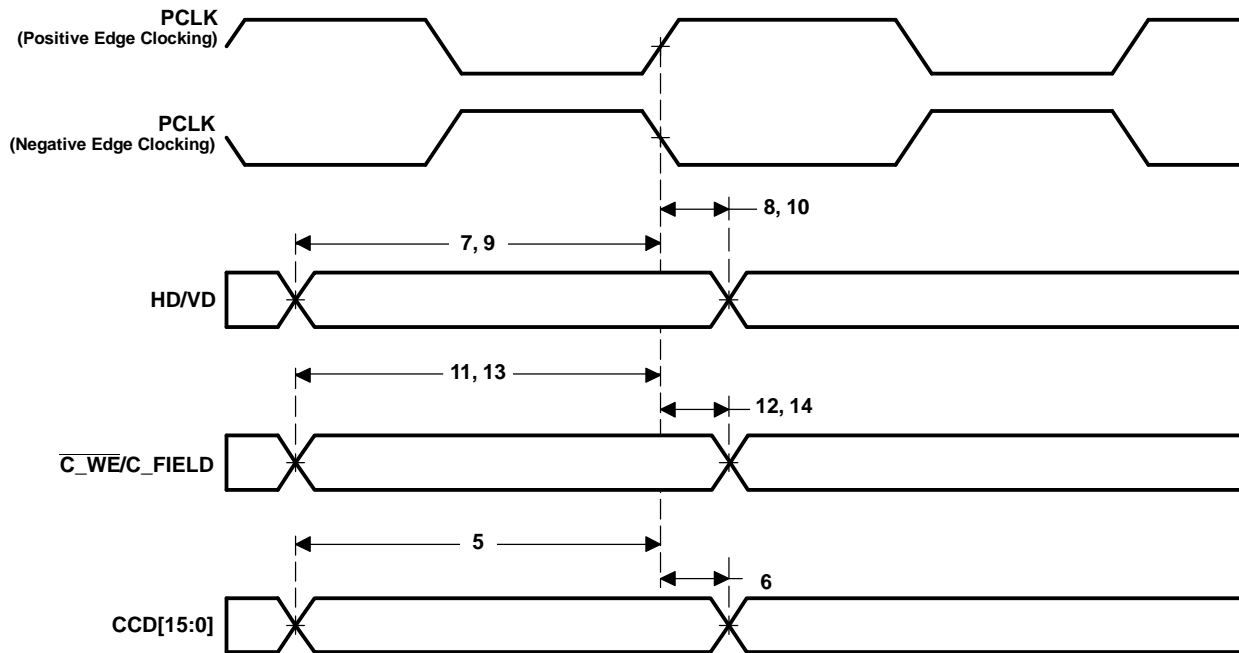 PCLK
(Positive Edge Clocking)
PCLK
(Negative Edge Clocking)
8, 10
7, 9
HD/VD
11, 13
12, 14
C_WE/C_FIELD
5
6
CCD[15:0]